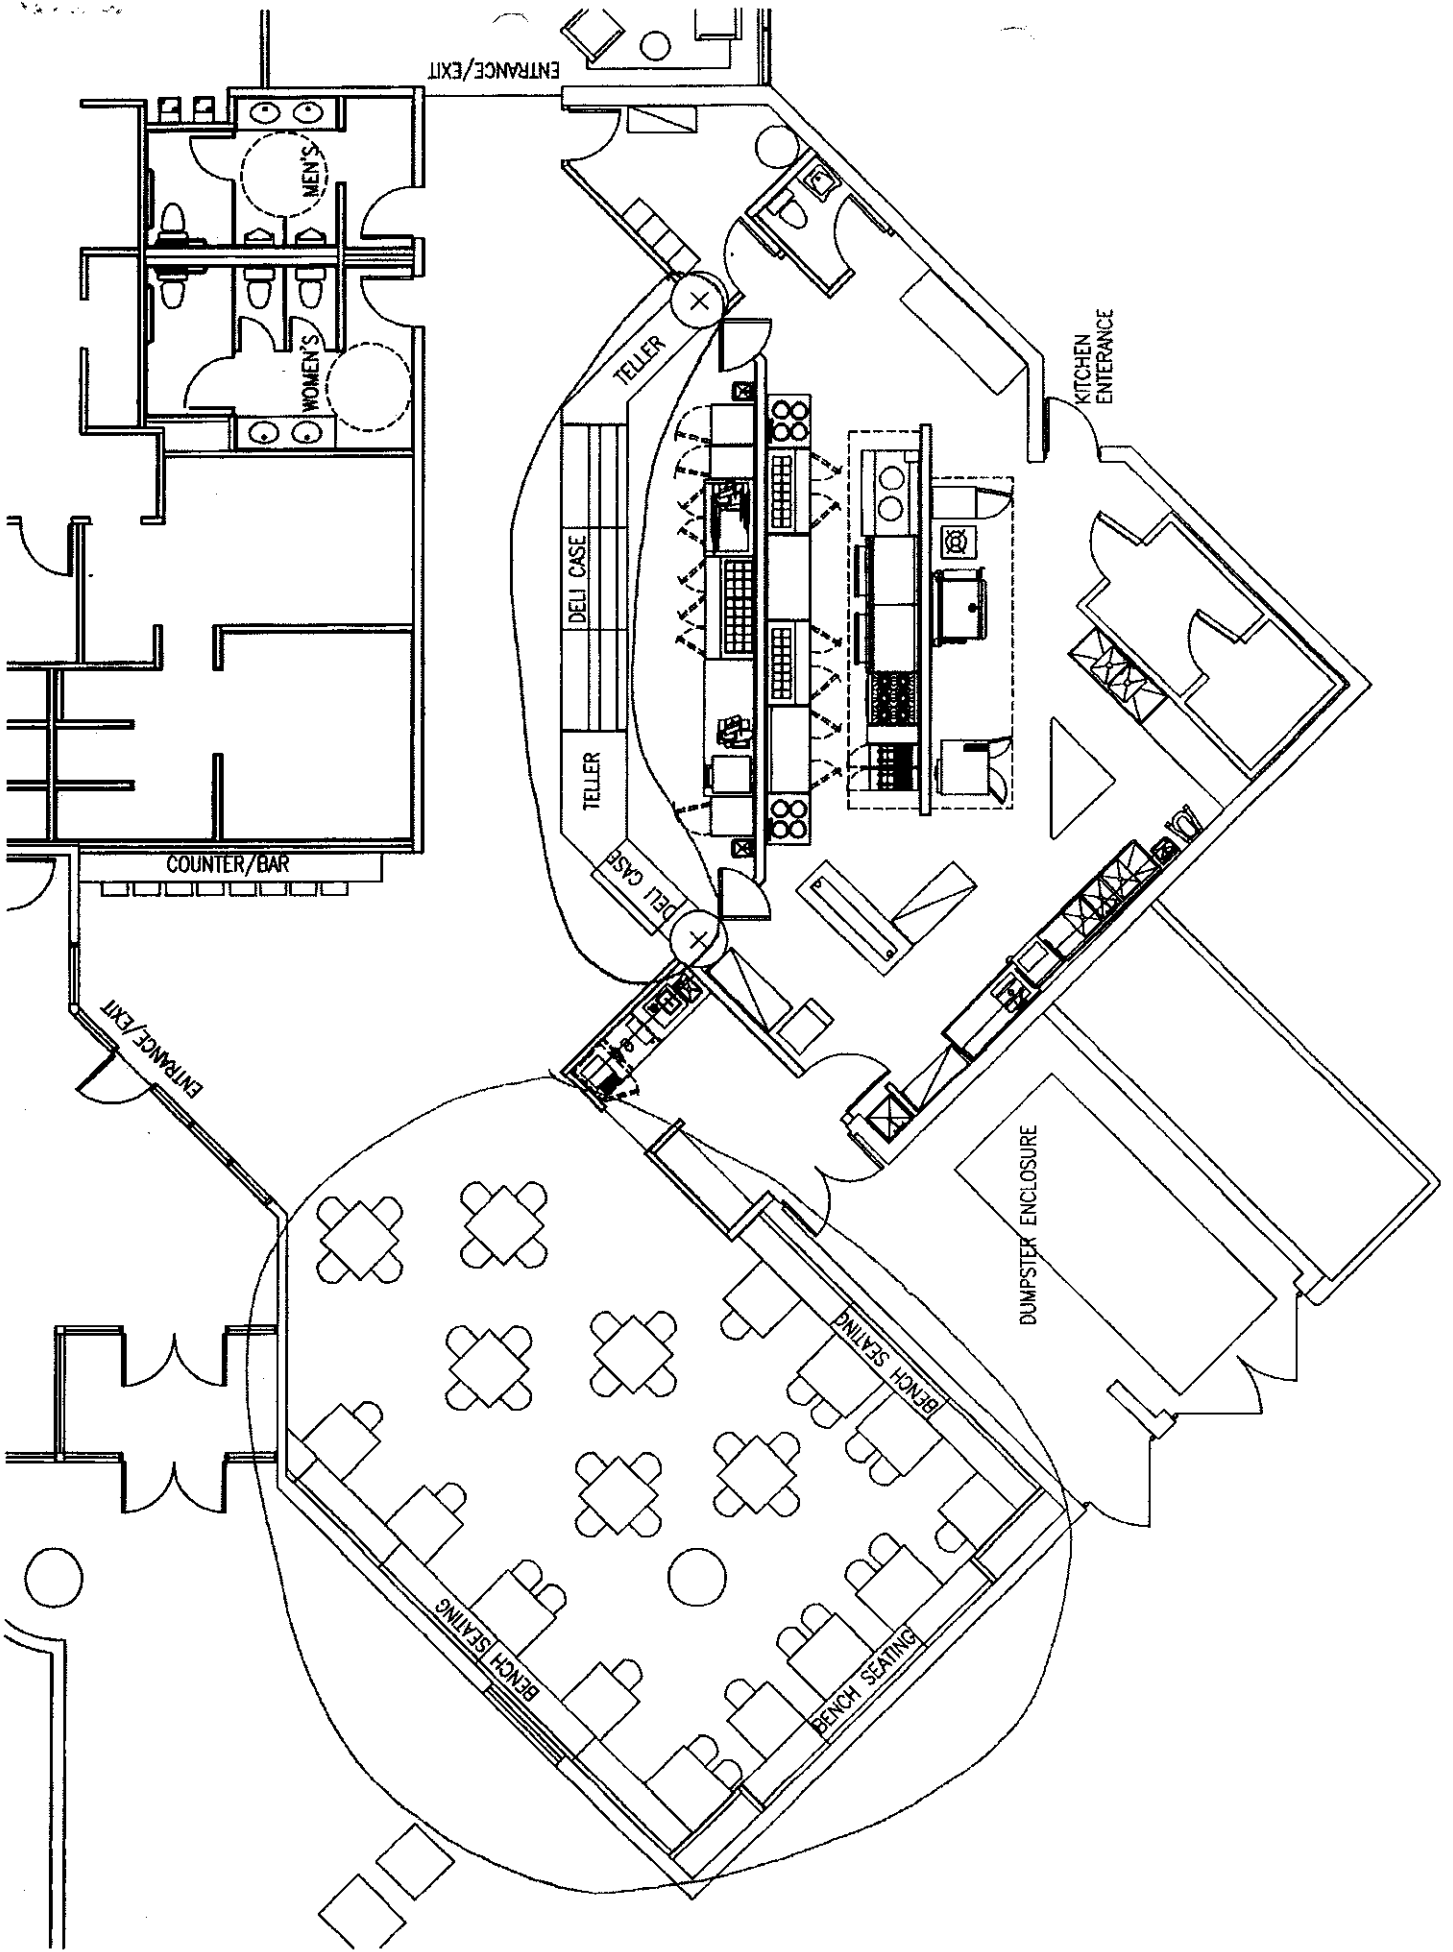 ENTRANCE/EXIT
MEN'S
WOMEN'S
TELLER
KITCHEN
ENTERANCE
DELI CASE
TELLER
COUNTER/BAR
DELI CASE
ENTRANCE/EXIT
DUMPSTER ENCLOSURE
BENCH SEATING
BENCH SEATING
BENCH SEATING